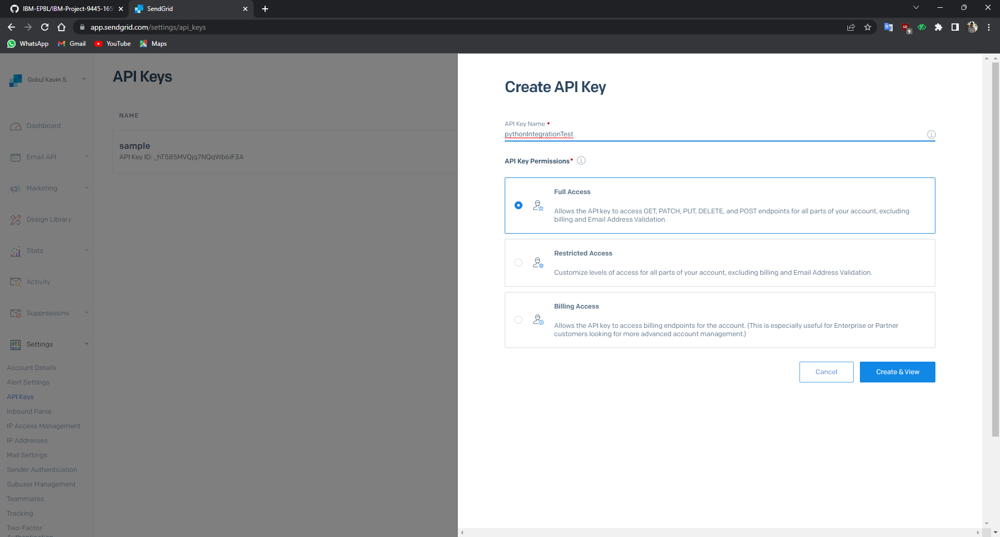 IBM-EPBL/IBM-Project-9445-165
SendGrid
app.sendgrid.com/settings/api_keys
9
WhatsApp
Gmail
YouTube
Maps
Gokul Kavin S
Dashboard
Email API
Marketing
Design Library
Stats
Activity
Suppressions
Settings
Account Details
Alert Settings
API Keys
Inbound Parse
IP Access Management
IP Addresses
Mail Settings
Sender Authentication
Subuser Management
Teammates
Tracking
Two-Factor
Authentication
API Keys
NAME
sample
API Key ID: _hT585MVQjq7NQqWb6iF3A
Create API Key
API Key Name •
pythonIntegrationTest
API Key Permissions•
Full Access
Allows the API key to access GET, PATCH, PUT, DELETE, and POST endpoints for all parts of your account, excluding
billing and Email Address Validation.
Restricted Access
Customize levels of access for all parts of your account, excluding billing and Email Address Validation.
Billing Access
Allows the API key to access billing endpoints for the account. (This is especially useful for Enterprise or Partner
customers looking for more advanced account management.)
Cancel
Create & View